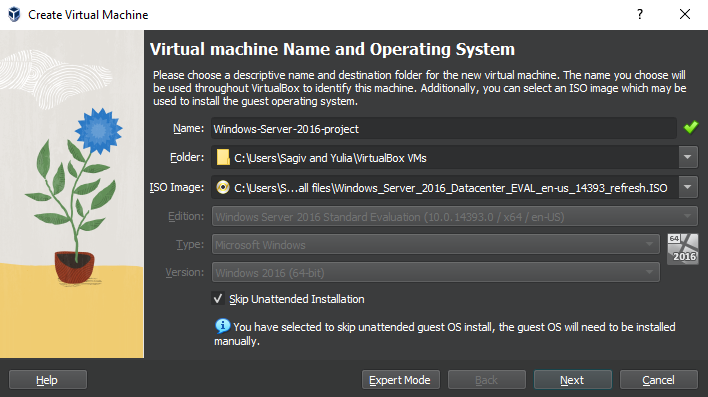 Create Virtual Machine
Virtual machine Name and Operating System
Please choose a descriptive name and destination folder for the new virtual machine. The name you choose will
be used throughout VirtualBox to identify this machine. Additionally, you can select an ISO image which may be
used to install the guest operating system.
Name: Windows-Server-2016-project
Folder: C:\Users\Sagiv and Yulia\VirtualBox VMs
ISO Image: C:\Users\S...all files\Windows_Server_2016_Datacenter_EVAL_en-us_14393_refresh.ISO
Edition: Windows Server 2016 Standard Evaluation (10.0.14393.0 / x64 / en-US)
Type: Microsoft Windows
64
2016
Version: Windows 2016 (64-bit)
Skip Unattended Installation
You have selected to skip unattended guest OS install, the guest OS will need to be installed
manually.
Help Expert Mode Back Next Cancel